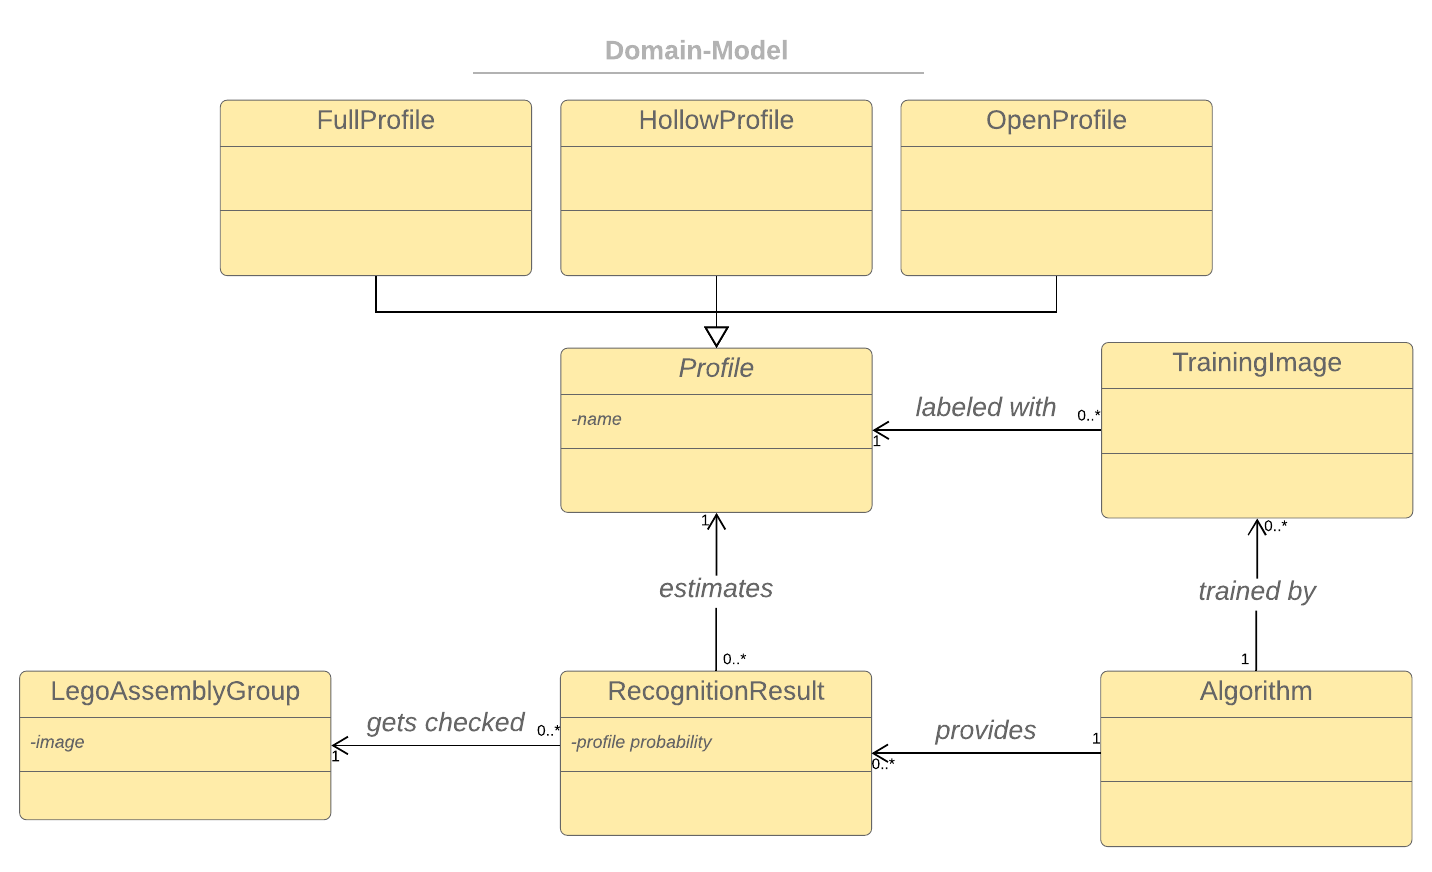 Domain-Model
FullProfile
HollowProfile
OpenProfile
Profile
-name
labeled with
0..*
1
TrainingImage
1
estimates
0..*
0..*
trained by
1
LegoAssemblyGroup
-image
gets checked
0..*
1
RecognitionResult
-profile probability
provides
1
0..*
Algorithm